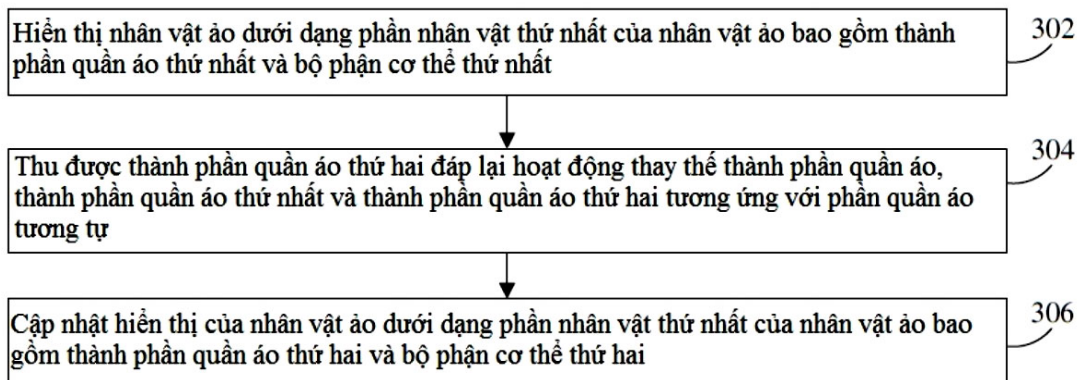 Hiển thị nhân vật ảo dưới dạng phần nhân vật thứ nhất của nhân vật ảo bao gồm thành
phần quần áo thứ nhất và bộ phận cơ thể thứ nhất
302
Thu được thành phần quần áo thứ hai đáp lại hoạt động thay thế thành phần quần áo,
thành phần quần áo thứ nhất và thành phần quần áo thứ hai tương ứng với phần quần áo
tương tự
304
Cập nhật hiển thị của nhân vật ảo dưới dạng phần nhân vật thứ nhất của nhân vật ảo bao
gồm thành phần quần áo thứ hai và bộ phận cơ thể thứ hai
306